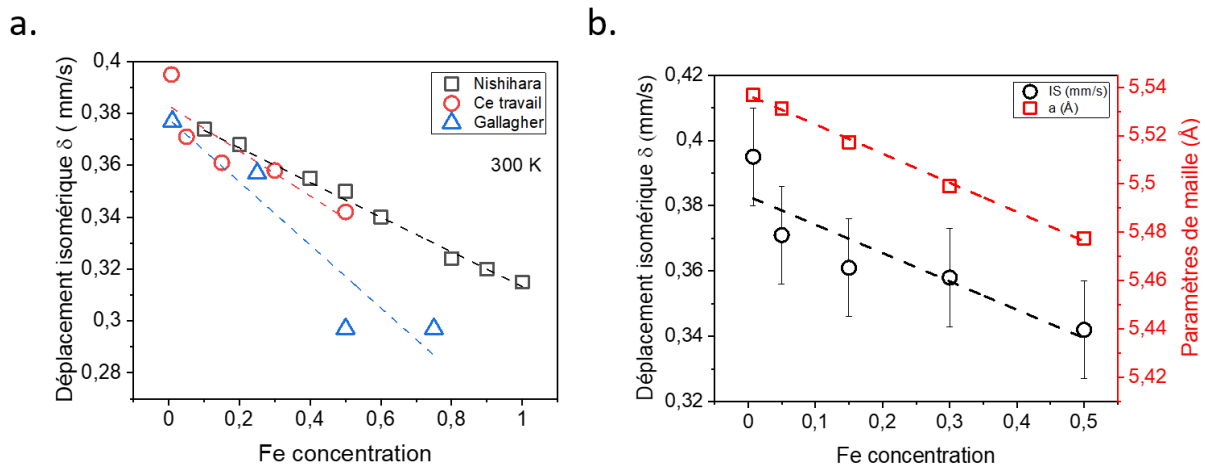 a.
Déplacement isomérique δ ( mm/s)
0,4
0,38
0,36
0,34
0,32
0,3
0,28
Nishihara
Ce travail
Gallagher
300 K
0
0,2
0,4
0,6
0,8
1
Fe concentration
b.
Déplacement isomérique δ (mm/s)
0,42
0,4
0,38
0,36
0,34
0,32
IS (mm/s)
a (Å)
5,54
5,52
5,5
5,48
5,46
5,44
5,42
Paramètres de maille (Å)
0
0,1
0,2
0,3
0,4
0,5
Fe concentration